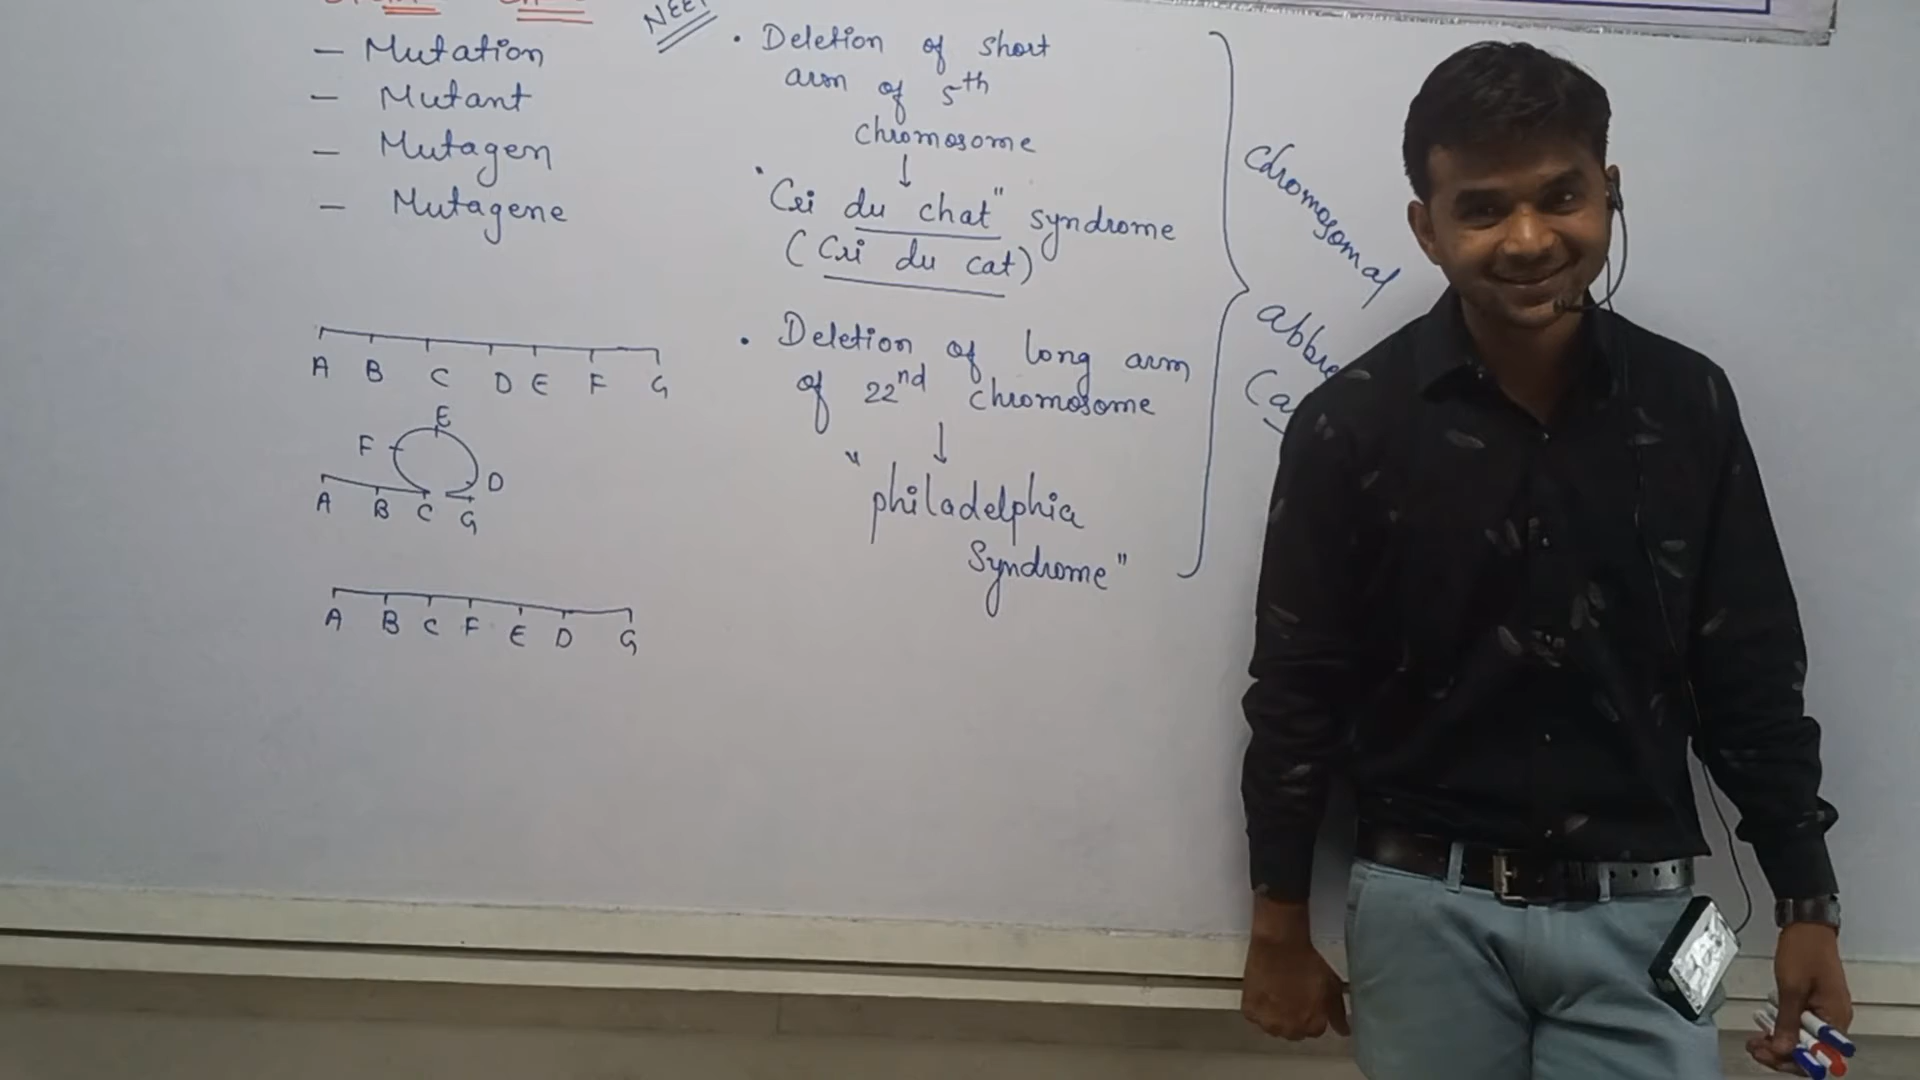 NEET
– Mutation
– Mutant
– Mutagen
– Mutagene
A B C D E F G
E
F
D
A B C G
A B C F E D G
• Deletion of short
arm of 5th
chromosome
↓
"Cri du chat" syndrome
(Cri du cat)
• Deletion of long arm
of 22nd chromosome
↓
"philadelphia
Syndrome"
Chromosomal